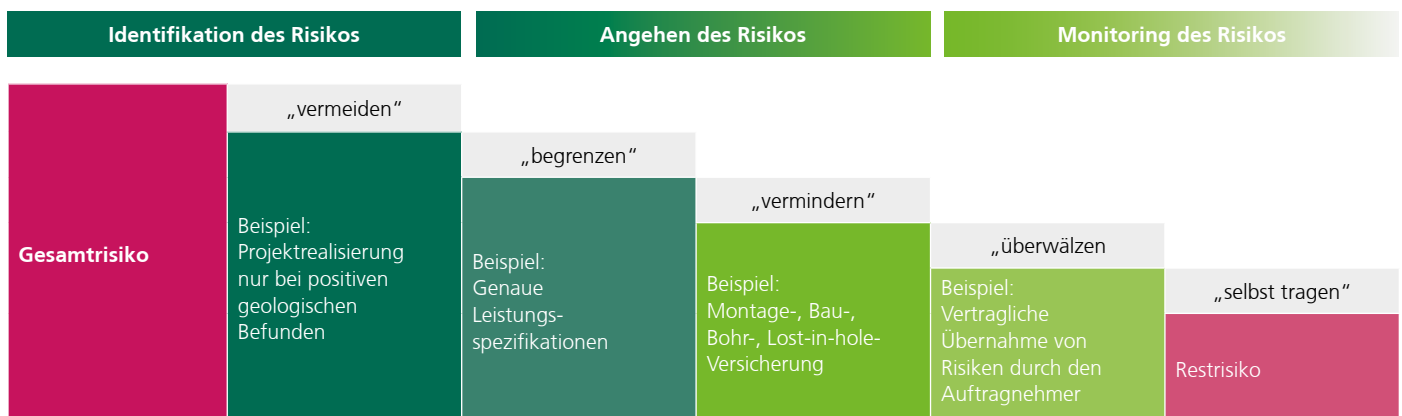 Identifikation des Risikos
Angehen des Risikos
Monitoring des Risikos
Gesamtrisiko
„vermeiden“
Beispiel:
Projektrealisierung
nur bei positiven
geologischen
Befunden
„begrenzen“
Beispiel:
Genaue
Leistungs-
spezifikationen
„vermindern“
Beispiel:
Montage-, Bau-,
Bohr-, Lost-in-hole-
Versicherung
„überwälzen
Beispiel:
Vertragliche
Übernahme von
Risiken durch den
Auftragnehmer
„selbst tragen“
Restrisiko